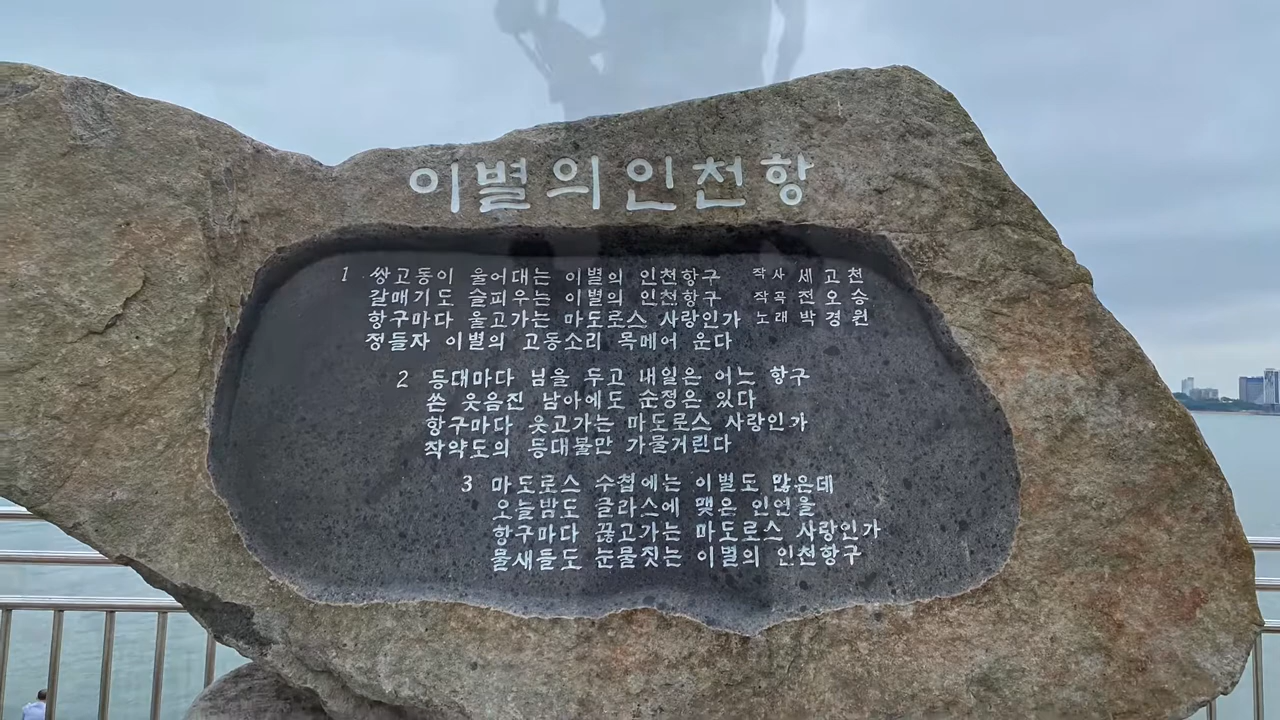 이별의 인천항
1 쌍고동이 울어대는 이별의 인천항구 작사 세고천
갈매기도 슬피우는 이별의 인천항구 작곡 전오승
항구마다 울고가는 마도로스 사랑인가 노래 박경원
정들자 이별의 고동소리 목메어 운다
2 등대마다 님을 두고 내일은 어느 항구
쓴 웃음진 남아에도 순정은 있다
항구마다 웃고가는 마도로스 사랑인가
작약도의 등대불만 가물거린다
3 마도로스 수첩에는 이별도 많은데
오늘밤도 글라스에 맺은 인연을
항구마다 끊고가는 마도로스 사랑인가
물새들도 눈물짓는 이별의 인천항구